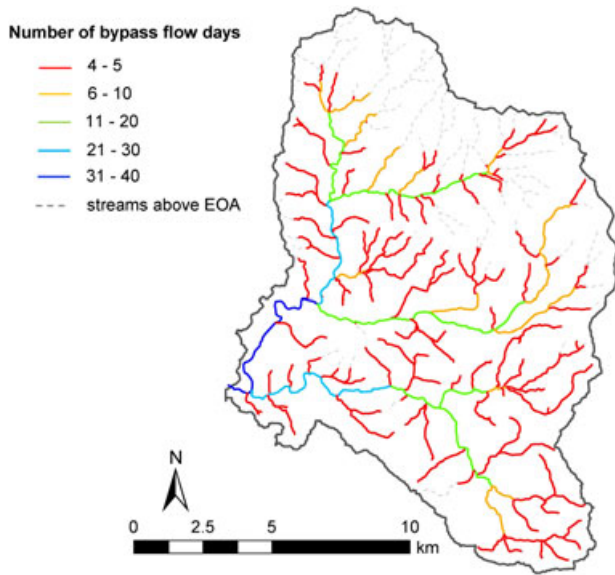 Number of bypass flow days
4 - 5
6 - 10
11 - 20
21 - 30
31 - 40
streams above EOA
N
0 2.5 5 10
km